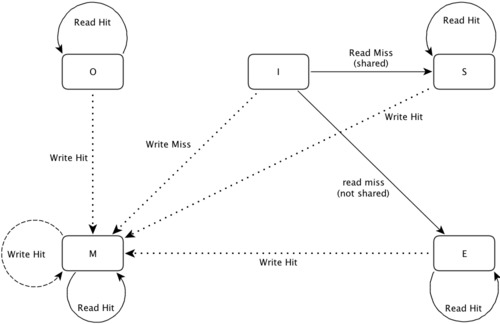 Read Hit
Read Hit
O
I
Read Miss
(shared)
S
Write Hit
Write Miss
Write Hit
read miss
(not shared)
Write Hit
M
Write Hit
E
Read Hit
Read Hit